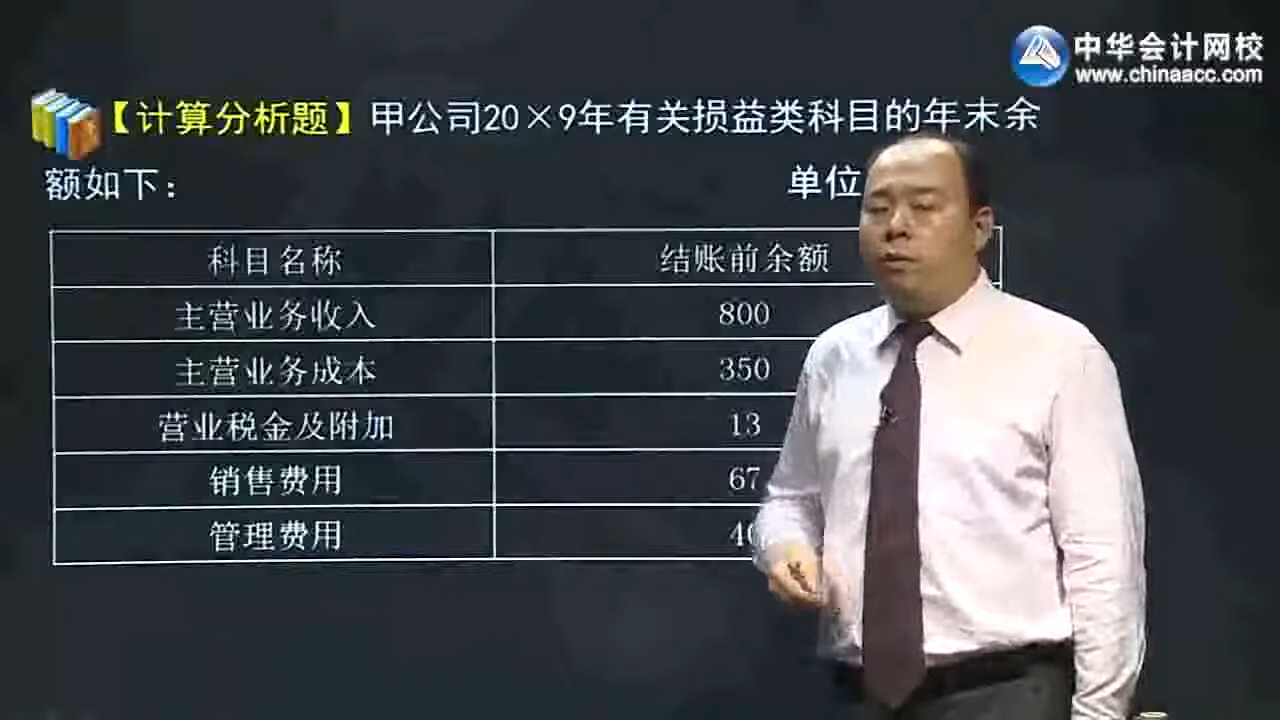 中华会计网校
www.chinaacc.com
【计算分析题】甲公司20×9年有关损益类科目的年末余
额如下：
单位
科目名称 结账前余额
主营业务收入 800
主营业务成本 350
营业税金及附加 13
销售费用 67
管理费用 40